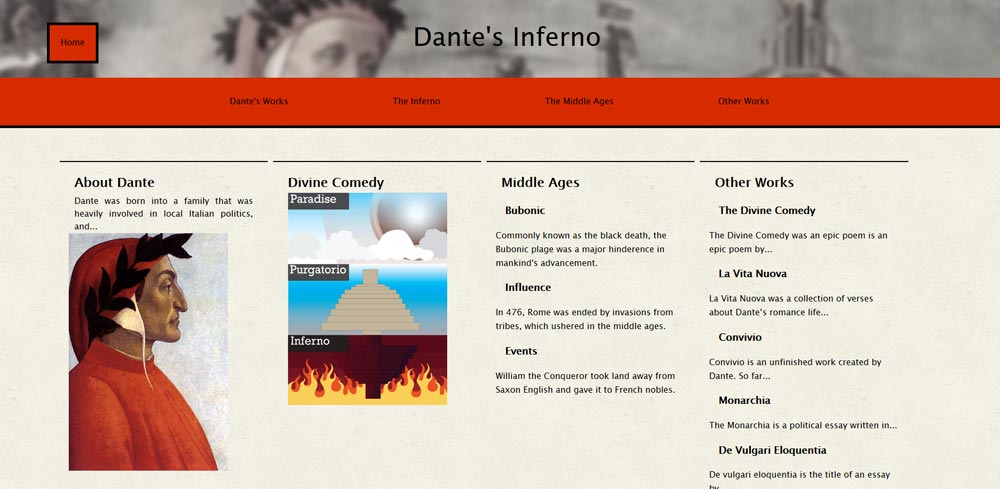 Home
Dante's Inferno
Dante's Works
The Inferno
The Middle Ages
Other Works
About Dante
Dante was born into a family that was
heavily involved in local Italian politics,
and...
Divine Comedy
Paradise
Purgatorio
Inferno
Middle Ages
Bubonic
Commonly known as the black death, the
Bubonic plage was a major hinderence in
mankind's advancement.
Influence
In 476, Rome was ended by invasions from
tribes, which ushered in the middle ages.
Events
William the Conqueror took land away from
Saxon English and gave it to French nobles.
Other Works
The Divine Comedy
The Divine Comedy was an epic poem is an
epic poem by...
La Vita Nuova
La Vita Nuova was a collection of verses
about Dante's romance life...
Convivio
Convivio is an unfinished work created by
Dante. So far...
Monarchia
The Monarchia is a political essay written in...
De Vulgari Eloquentia
De vulgari eloquentia is the title of an essay
by...